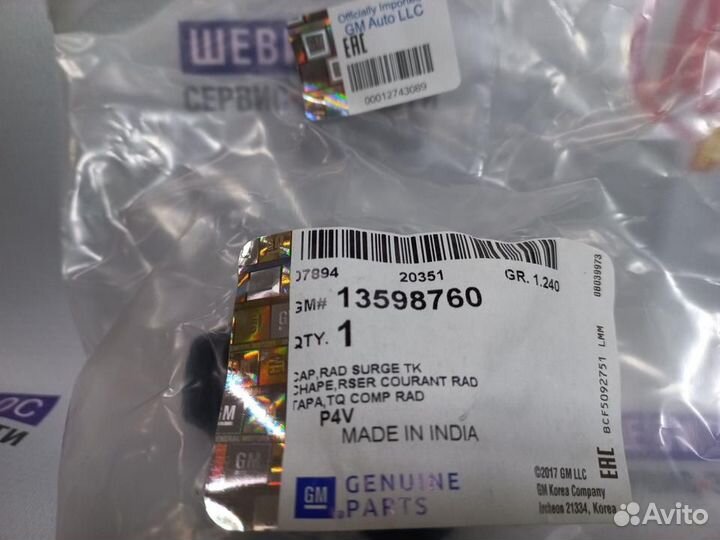 Officially Imported
GM Auto LLC
EAC
00012743089
СЕРВИС
07894 20351 GR. 1.240
GM# 13598760
QTY. 1
CAP,RAD SURGE TK
CHAPE,RSER COURANT RAD
TAPA,TQ COMP RAD
P4V
MADE IN INDIA
GM GENUINE
PARTS
©2017 GM LLC
GM Korea Company
Incheon 21334, Korea
EAC
BCF5092751 LMM 08039973
GM
Avito